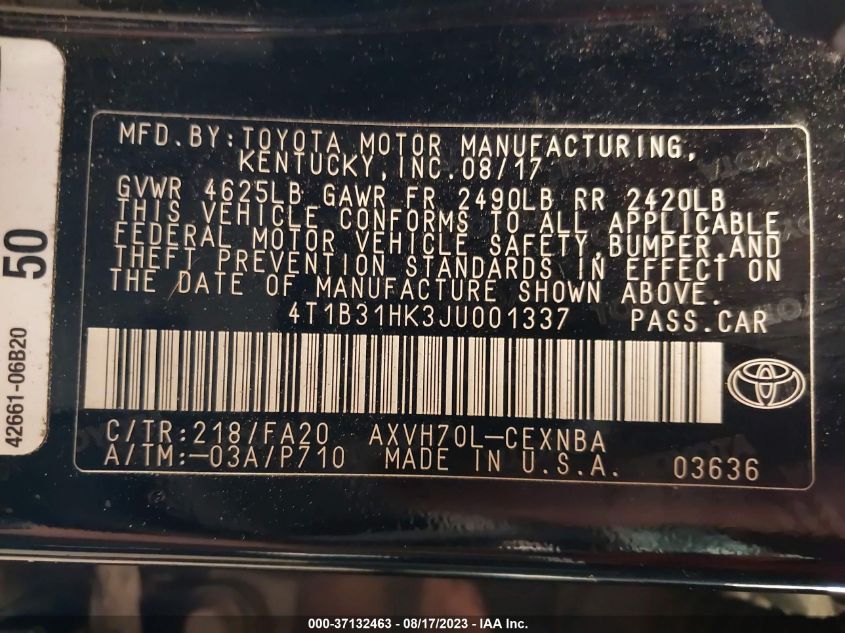 MFD.BY:TOYOTA MOTOR MANUFACTURING,
KENTUCKY,INC.08/17
GVWR 4625LB GAWR FR 2490LB RR 2420LB
THIS VEHICLE CONFORMS TO ALL APPLICABLE
FEDERAL MOTOR VEHICLE SAFETY,BUMPER,AND
THEFT PREVENTION STANDARDS IN EFFECT ON
THE DATE OF MANUFACTURE SHOWN ABOVE.
4T1B31HK3JU001337 PASS.CAR
C/TR:218/FA20 AXVH70L-CEXNBA
A/TM:-03A/P710 MADE IN U.S.A. 03636
50
42661-06B20
000-37132463 - 08/17/2023 - IAA Inc.